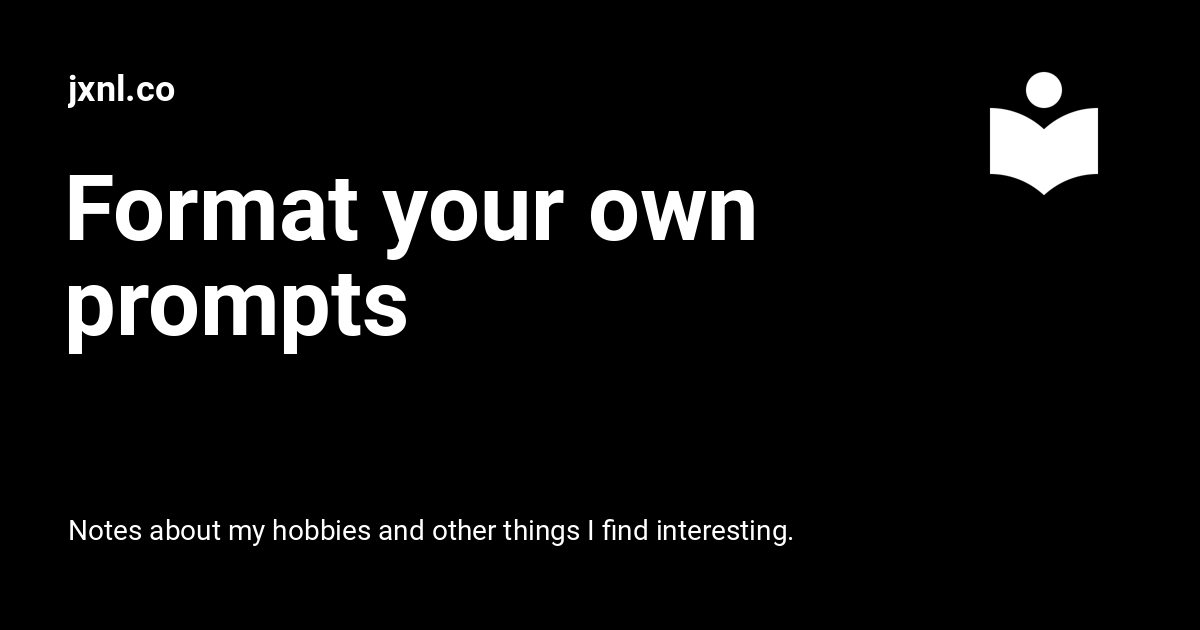 jxnl.co
Format your own
prompts
Notes about my hobbies and other things I find interesting.